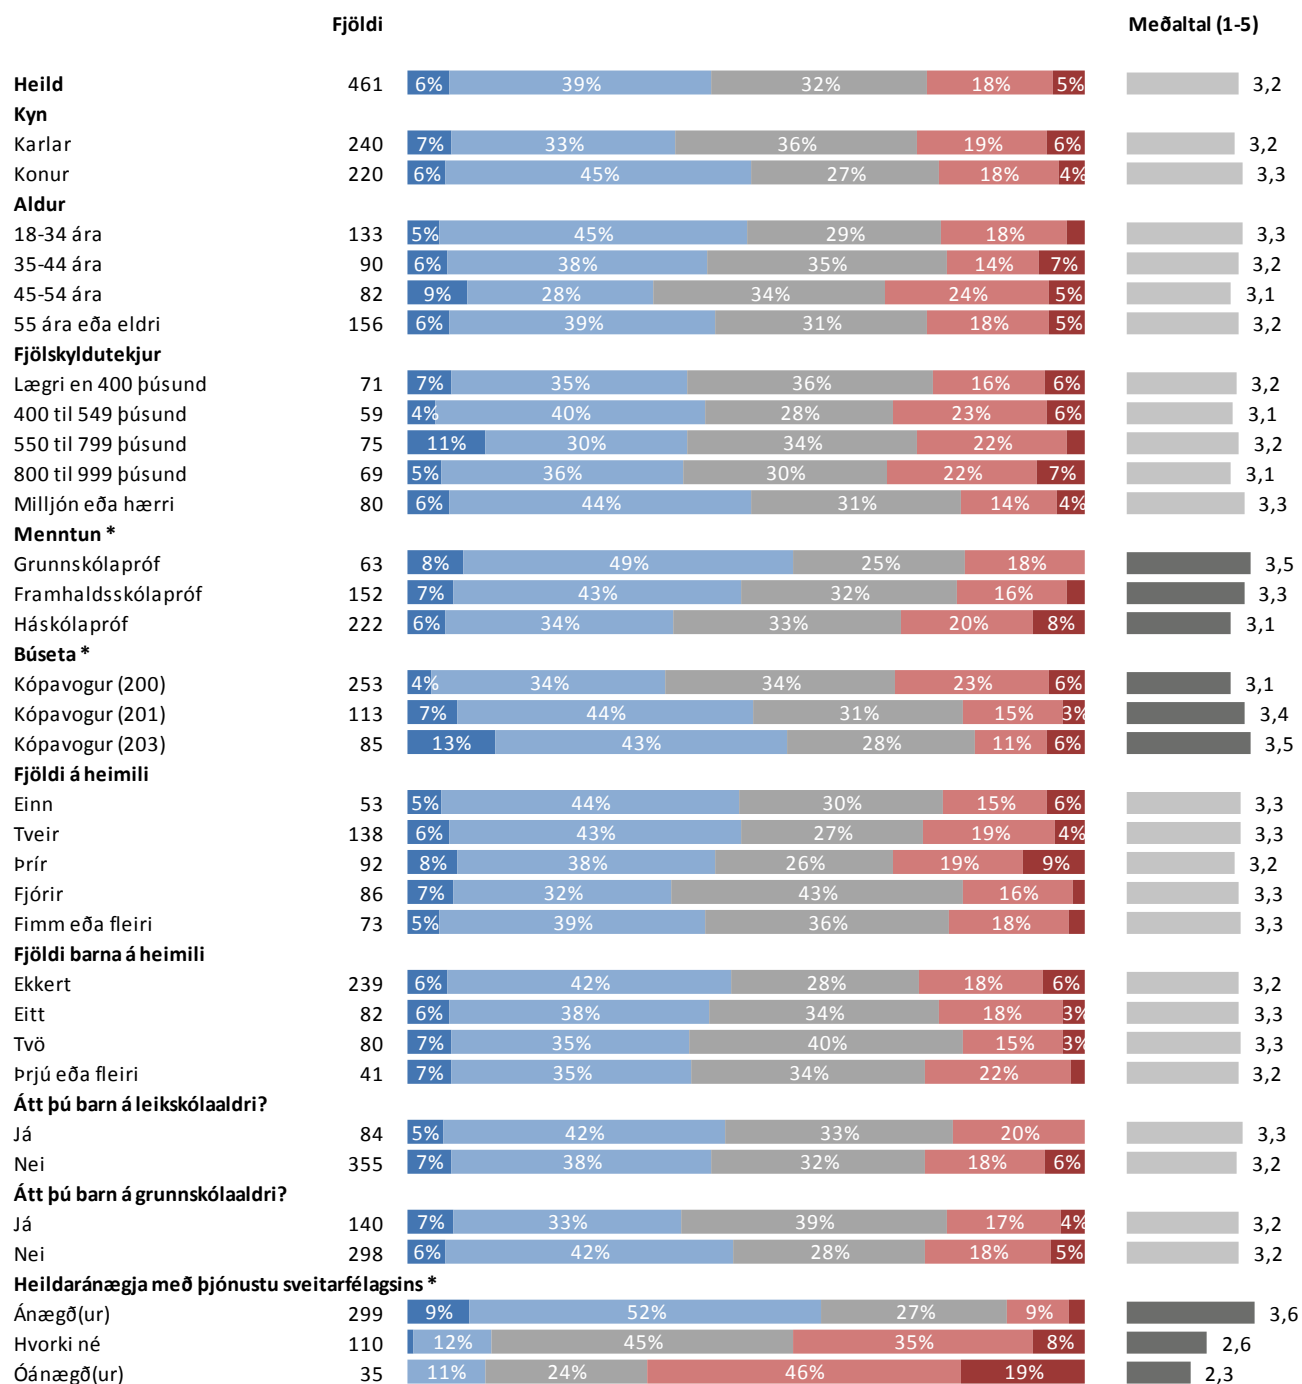 Fjöldi Meðaltal (1-5)
Heild 461 6% 39% 32% 18% 5% 3,2
Kyn
Karlar 240 7% 33% 36% 19% 6% 3,2
Konur 220 6% 45% 27% 18% 4% 3,3
Aldur
18-34 ára 133 5% 45% 29% 18% 3,3
35-44 ára 90 6% 38% 35% 14% 7% 3,2
45-54 ára 82 9% 28% 34% 24% 5% 3,1
55 ára eða eldri 156 6% 39% 31% 18% 5% 3,2
Fjölskyldutekjur
Lægri en 400 þúsund 71 7% 35% 36% 16% 6% 3,2
400 til 549 þúsund 59 4% 40% 28% 23% 6% 3,1
550 til 799 þúsund 75 11% 30% 34% 22% 3,2
800 til 999 þúsund 69 5% 36% 30% 22% 7% 3,1
Milljón eða hærri 80 6% 44% 31% 14% 4% 3,3
Menntun *
Grunnskólapróf 63 8% 49% 25% 18% 3,5
Framhaldsskólapróf 152 7% 43% 32% 16% 3,3
Háskólapróf 222 6% 34% 33% 20% 8% 3,1
Búseta *
Kópavogur (200) 253 4% 34% 34% 23% 6% 3,1
Kópavogur (201) 113 7% 44% 31% 15% 3% 3,4
Kópavogur (203) 85 13% 43% 28% 11% 6% 3,5
Fjöldi á heimili
Einn 53 5% 44% 30% 15% 6% 3,3
Tveir 138 6% 43% 27% 19% 4% 3,3
Þrír 92 8% 38% 26% 19% 9% 3,2
Fjórir 86 7% 32% 43% 16% 3,3
Fimm eða fleiri 73 5% 39% 36% 18% 3,3
Fjöldi barna á heimili
Ekkert 239 6% 42% 28% 18% 6% 3,2
Eitt 82 6% 38% 34% 18% 3% 3,3
Tvö 80 7% 35% 40% 15% 3% 3,3
Þrjú eða fleiri 41 7% 35% 34% 22% 3,2
Átt þú barn á leikskólaaldri?
Já 84 5% 42% 33% 20% 3,3
Nei 355 7% 38% 32% 18% 6% 3,2
Átt þú barn á grunnskólaaldri?
Já 140 7% 33% 39% 17% 4% 3,2
Nei 298 6% 42% 28% 18% 5% 3,2
Heildaránægja með þjónustu sveitarfélagsins *
Ánægð(ur) 299 9% 52% 27% 9% 3,6
Hvorki né 110 12% 45% 35% 8% 2,6
Óánægð(ur) 35 11% 24% 46% 19% 2,3